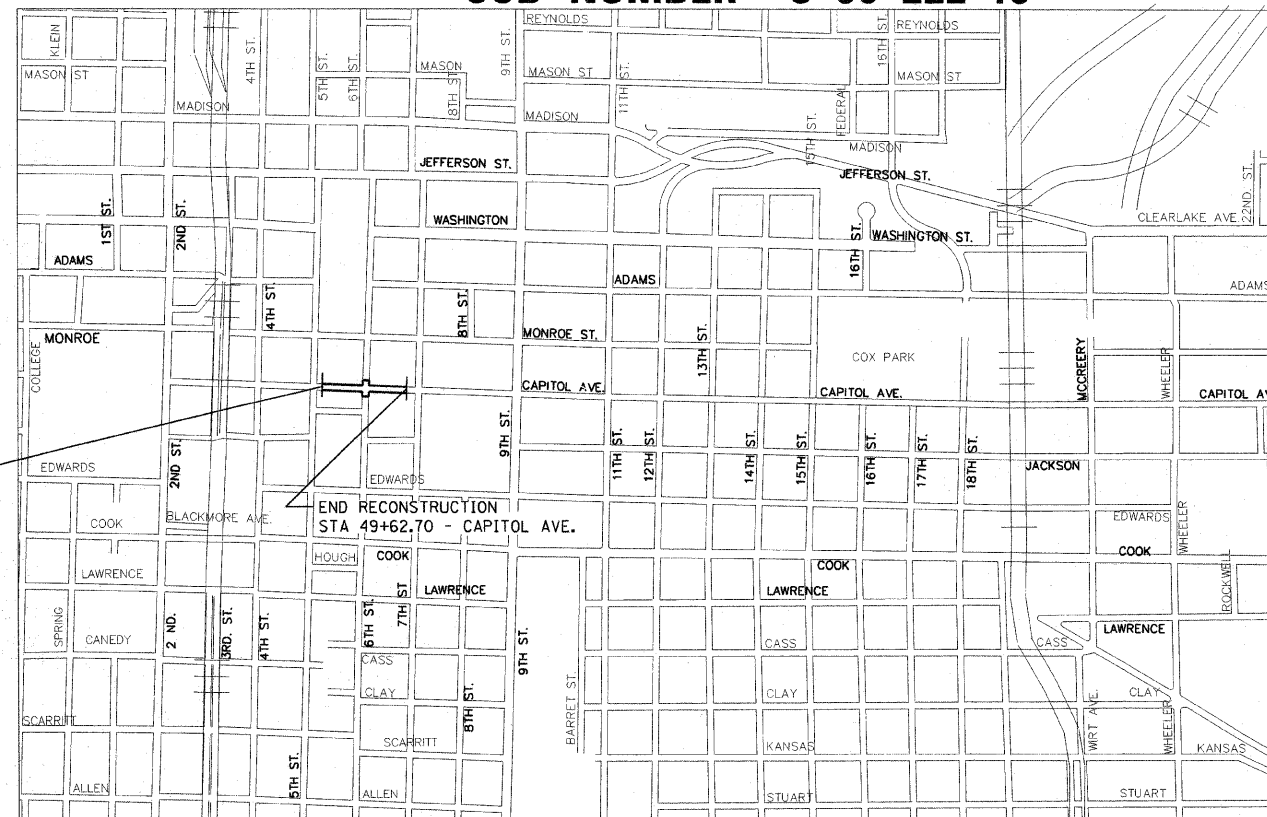 REYNOLDS
REYNOLDS
KLEIN
4TH ST.
5TH ST.
6TH ST.
9TH ST.
11TH ST.
16TH ST.
MASON ST
MASON
8TH ST.
MASON ST
MASON ST
MADISON
MADISON
15TH ST.
FEDERAL
MADISON
JEFFERSON ST.
JEFFERSON ST.
22ND. ST.
1ST ST.
2ND ST.
WASHINGTON
CLEARLAKE AVE.
16TH ST.
WASHINGTON ST.
ADAMS
ADAMS
ADAMS
4TH ST.
8TH ST.
MONROE
MONROE ST.
13TH ST.
COX PARK
COLLEGE
MCCREERY
WHEELER
CAPITOL AVE.
CAPITOL AVE.
CAPITOL AV
EDWARDS
2ND ST.
EDWARDS
9TH ST.
11TH ST.
12TH ST.
14TH ST.
15TH ST.
16TH ST.
17TH ST.
18TH ST.
JACKSON
END RECONSTRUCTION
STA 49+62.70 - CAPITOL AVE.
COOK
BLACKMORE AVE.
EDWARDS
WHEELER
HOUGH
COOK
COOK
COOK
LAWRENCE
LAWRENCE
LAWRENCE
ROCKWELL
SPRING
CANEDY
2 ND.
3RD. ST.
4TH ST.
6TH ST.
7TH ST
9TH ST.
CASS
CASS
LAWRENCE
CASS
CLAY
8TH ST.
BARRET ST.
CLAY
WIRT AVE.
CLAY
WHEELER
SCARRITT
SCARRITT
KANSAS
KANSAS
ALLEN
5TH ST.
ALLEN
STUART
STUART